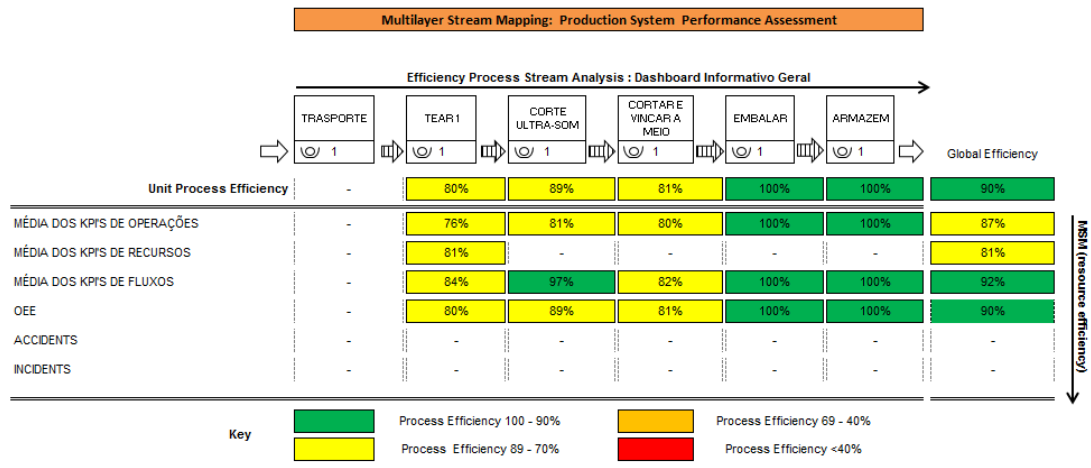 Multilayer Stream Mapping: Production System Performance Assessment
Efficiency Process Stream Analysis : Dashboard Informativo Geral
TRASPORTE
TEAR 1
CORTE
ULTRA-SOM
CORTAR E
VINCAR A
MEIO
EMBALAR
ARMAZEM
1 1 1 1 1 1 Global Efficiency
Unit Process Efficiency - 80% 89% 81% 100% 100% 90%
MÉDIA DOS KPI'S DE OPERAÇÕES - 76% 81% 80% 100% 100% 87%
MÉDIA DOS KPI'S DE RECURSOS - 81% - - - - 81%
MÉDIA DOS KPI'S DE FLUXOS - 84% 97% 82% 100% 100% 92%
OEE - 80% 89% 81% 100% 100% 90%
ACCIDENTS - - - - - - -
INCIDENTS - - - - - - -
MSM (resource efficiency)
Key
Process Efficiency 100 - 90% Process Efficiency 69 - 40%
Process Efficiency 89 - 70% Process Efficiency <40%